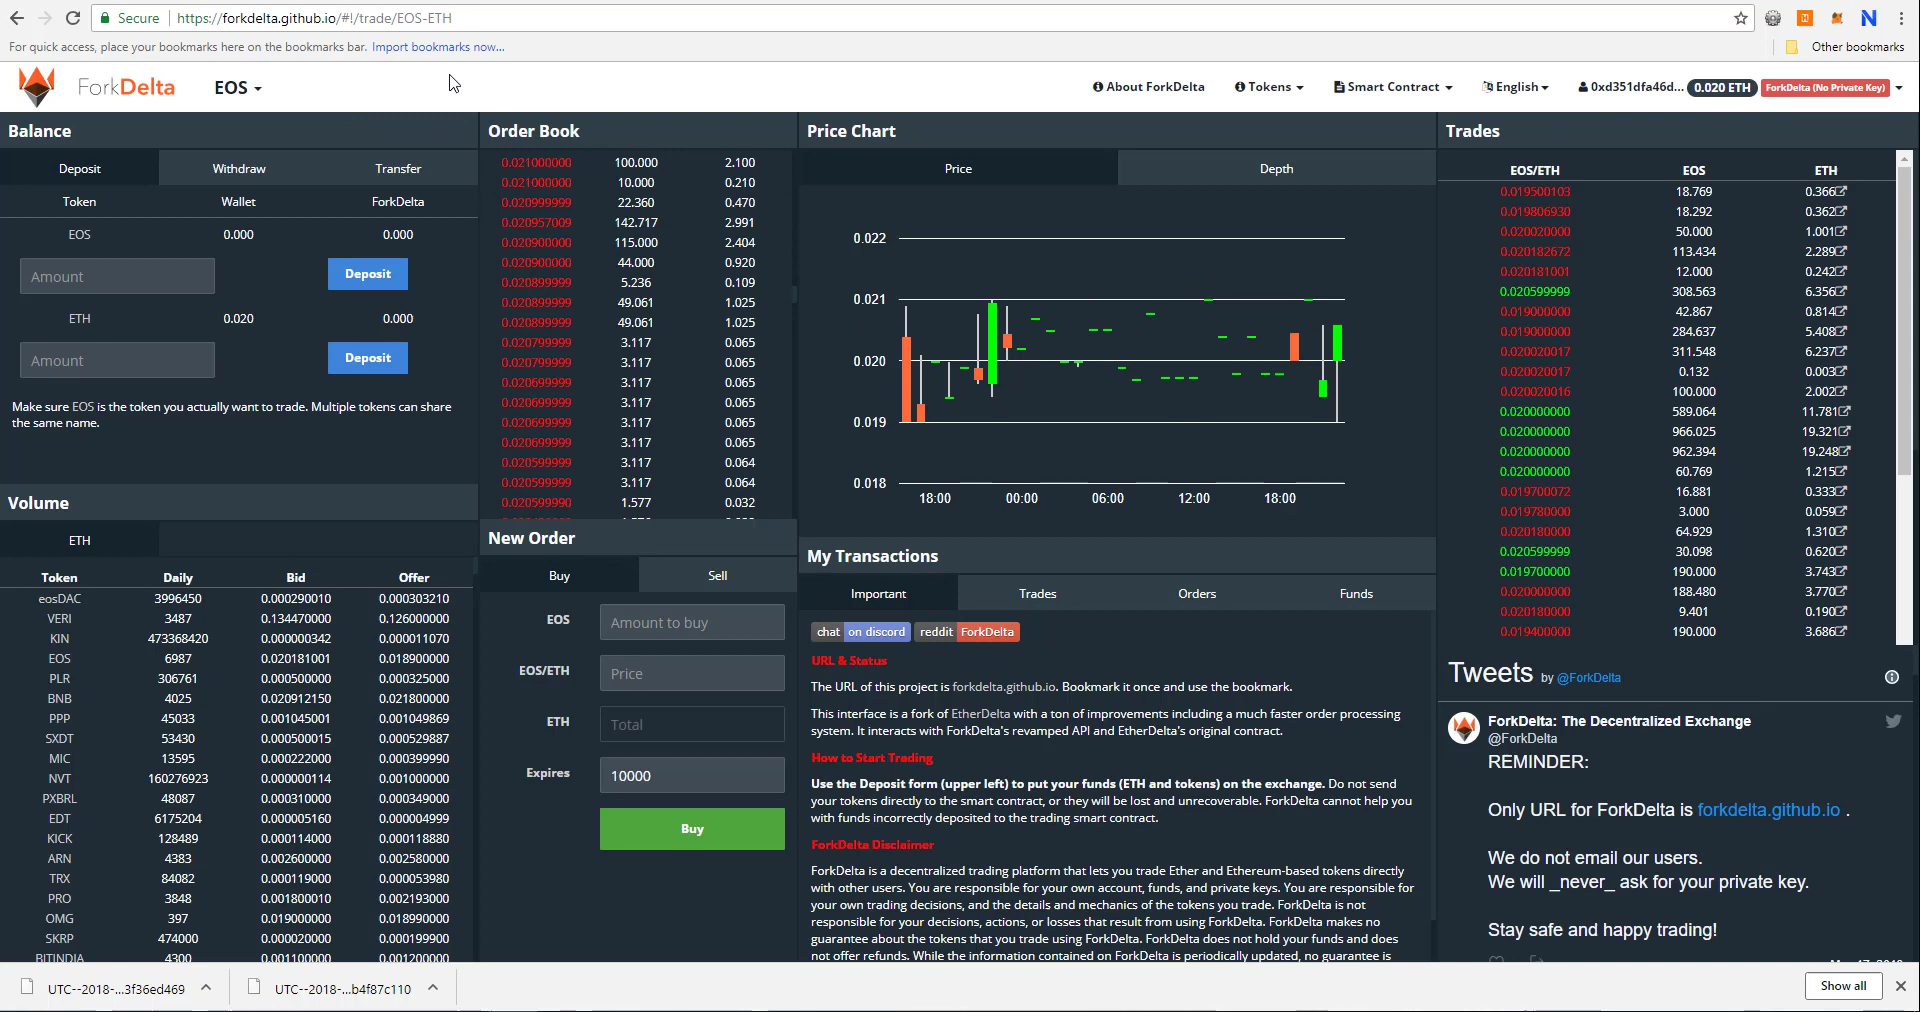 Secure | https://forkdelta.github.io/#!/trade/EOS-ETH
For quick access, place your bookmarks here on the bookmarks bar. Import bookmarks now...
Other bookmarks
ForkDelta
EOS
About ForkDelta
Tokens
Smart Contract
English
0xd351dfa46d...
0.020 ETH
ForkDelta (No Private Key)
Balance
Deposit Withdraw Transfer
Token Wallet ForkDelta
EOS 0.000 0.000
Amount Deposit
ETH 0.020 0.000
Amount Deposit
Make sure EOS is the token you actually want to trade. Multiple tokens can share
the same name.
Volume
ETH
Token Daily Bid Offer
eosDAC 3996450 0.000290010 0.000303210
VERI 3487 0.134470000 0.126000000
KIN 473368420 0.000000342 0.000011070
EOS 6987 0.020181001 0.018900000
PLR 306761 0.000500000 0.000325000
BNB 4025 0.020912150 0.021800000
PPP 45033 0.001045001 0.001049869
SXDT 53430 0.000500015 0.000529887
MIC 13595 0.000222000 0.000399990
NVT 160276923 0.000000114 0.001000000
PXBRL 48087 0.000310000 0.000349000
EDT 6175204 0.000005160 0.000004999
KICK 128489 0.000114000 0.000118880
ARN 4383 0.002600000 0.002580000
TRX 84082 0.000119000 0.000053980
PRO 3848 0.001800010 0.002193000
OMG 397 0.019000000 0.018990000
SKRP 474000 0.000020000 0.000199900
BITINDIA 4300 0.001100000 0.001200000
Order Book
0.021000000 100.000 2.100
0.021000000 10.000 0.210
0.020999999 22.360 0.470
0.020957009 142.717 2.991
0.020900000 115.000 2.404
0.020900000 44.000 0.920
0.020899999 5.236 0.109
0.020899999 49.061 1.025
0.020899999 49.061 1.025
0.020799999 3.117 0.065
0.020799999 3.117 0.065
0.020699999 3.117 0.065
0.020699999 3.117 0.065
0.020699999 3.117 0.065
0.020699999 3.117 0.065
0.020599999 3.117 0.064
0.020599999 3.117 0.064
0.020599990 1.577 0.032
New Order
Buy Sell
EOS Amount to buy
EOS/ETH Price
ETH Total
Expires 10000
Buy
Price Chart
Price Depth
0.022
0.021
0.020
0.019
0.018
18:00 00:00 06:00 12:00 18:00
My Transactions
Important Trades Orders Funds
chat on discord reddit ForkDelta
URL & Status
The URL of this project is forkdelta.github.io. Bookmark it once and use the bookmark.
This interface is a fork of EtherDelta with a ton of improvements including a much faster order processing
system. It interacts with ForkDelta's revamped API and EtherDelta's original contract.
How to Start Trading
Use the Deposit form (upper left) to put your funds (ETH and tokens) on the exchange. Do not send
your tokens directly to the smart contract, or they will be lost and unrecoverable. ForkDelta cannot help you
with funds incorrectly deposited to the trading smart contract.
ForkDelta Disclaimer
ForkDelta is a decentralized trading platform that lets you trade Ether and Ethereum-based tokens directly
with other users. You are responsible for your own account, funds, and private keys. You are responsible for
your own trading decisions, and the details and mechanics of the tokens you trade. ForkDelta is not
responsible for your decisions, actions, or losses that result from using ForkDelta. ForkDelta makes no
guarantee about the tokens that you trade using ForkDelta. ForkDelta does not hold your funds and does
not offer refunds. While the information contained on ForkDelta is periodically updated, no guarantee is
Trades
EOS/ETH EOS ETH
0.019500103 18.769 0.366
0.019806930 18.292 0.362
0.020020000 50.000 1.001
0.020182672 113.434 2.289
0.020181001 12.000 0.242
0.020599999 308.563 6.356
0.019000000 42.867 0.814
0.019000000 284.637 5.408
0.020020017 311.548 6.237
0.020020017 0.132 0.003
0.020020016 100.000 2.002
0.020000000 589.064 11.781
0.020000000 966.025 19.321
0.020000000 962.394 19.248
0.020000000 60.769 1.215
0.019700072 16.881 0.333
0.019780000 3.000 0.059
0.020180000 64.929 1.310
0.020599999 30.098 0.620
0.019700000 190.000 3.743
0.020000000 188.480 3.770
0.020180000 9.401 0.190
0.019400000 190.000 3.686
Tweets by @ForkDelta
ForkDelta: The Decentralized Exchange
@ForkDelta
REMINDER:
Only URL for ForkDelta is forkdelta.github.io .
We do not email our users.
We will _never_ ask for your private key.
Stay safe and happy trading!
UTC--2018-...3f36ed469
UTC--2018-...b4f87c110
Show all